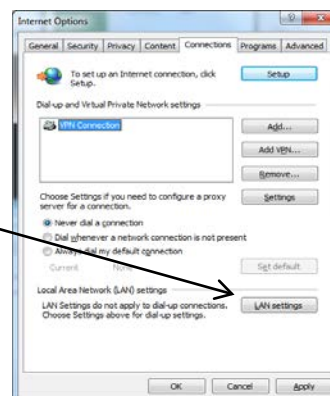 Internet Options
General Security Privacy Content Connections Programs Advanced
To set up an Internet connection, click Setup.
Setup
Dial-up and Virtual Private Network settings
VPN Connection
Add...
Add VPN...
Remove...
Choose Settings if you need to configure a proxy
server for a connection.
Settings
Never dial a connection
Dial whenever a network connection is not present
Always dial my default connection
Current None
Set default
Local Area Network (LAN) settings
LAN Settings do not apply to dial-up connections.
Choose Settings above for dial-up settings.
LAN settings
OK Cancel Apply